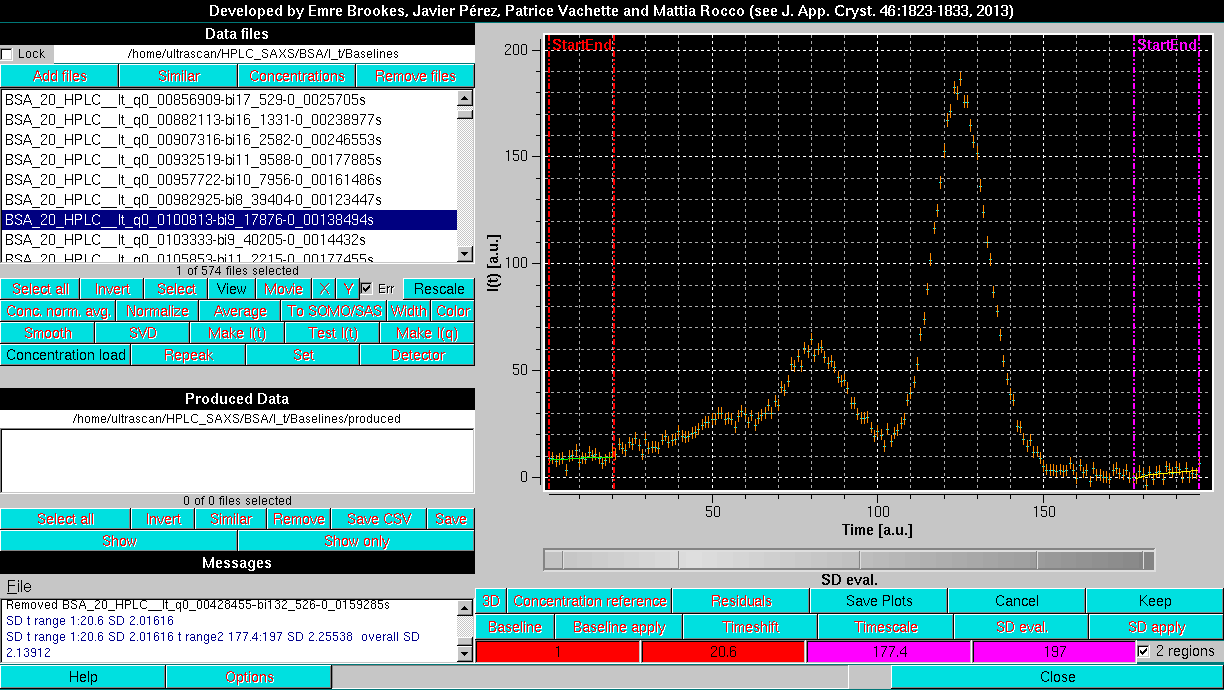 Developed by Emre Brookes, Javier Pérez, Patrice Vachette and Mattia Rocco (see J. App. Cryst. 46:1823-1833, 2013)
Data files
Lock /home/ultrascan/HPLC_SAXS/BSA/I_t/Baselines
Add files Similar Concentrations Remove files
BSA_20_HPLC__It_q0_00856909-bi17_529-0_0025705s
BSA_20_HPLC__It_q0_00882113-bi16_1331-0_00238977s
BSA_20_HPLC__It_q0_00907316-bi16_2582-0_00246553s
BSA_20_HPLC__It_q0_00932519-bi11_9588-0_00177885s
BSA_20_HPLC__It_q0_00957722-bi10_7956-0_00161486s
BSA_20_HPLC__It_q0_00982925-bi8_39404-0_00123447s
BSA_20_HPLC__It_q0_0100813-bi9_17876-0_00138494s
BSA_20_HPLC__It_q0_0103333-bi9_40205-0_0014432s
BSA_20_HPLC__It_q0_0105853-bi11_2215-0_00177455s
1 of 574 files selected
Select all Invert Select View Movie X Y Err Rescale
Conc. norm. avg. Normalize Average To SOMO/SAS Width Color
Smooth SVD Make I(t) Test I(t) Make I(q)
Concentration load Repeak Set Detector
Produced Data
/home/ultrascan/HPLC_SAXS/BSA/I_t/Baselines/produced
0 of 0 files selected
Select all Invert Similar Remove Save CSV Save
Show Show only
Messages
File
Removed BSA_20_HPLC__It_q0_00428455-bi132_526-0_0159285s
SD t range 1:20.6 SD 2.01616
SD t range 1:20.6 SD 2.01616 t range2 177.4:197 SD 2.25538 overall SD
2.13912
Help Options
StartEnd StartEnd
200
150
100
50
0
I(t) [a.u.]
50 100 150
Time [a.u.]
SD eval.
3D Concentration reference Residuals Save Plots Cancel Keep
Baseline Baseline apply Timeshift Timescale SD eval. SD apply
1 20.6 177.4 197 2 regions
Close